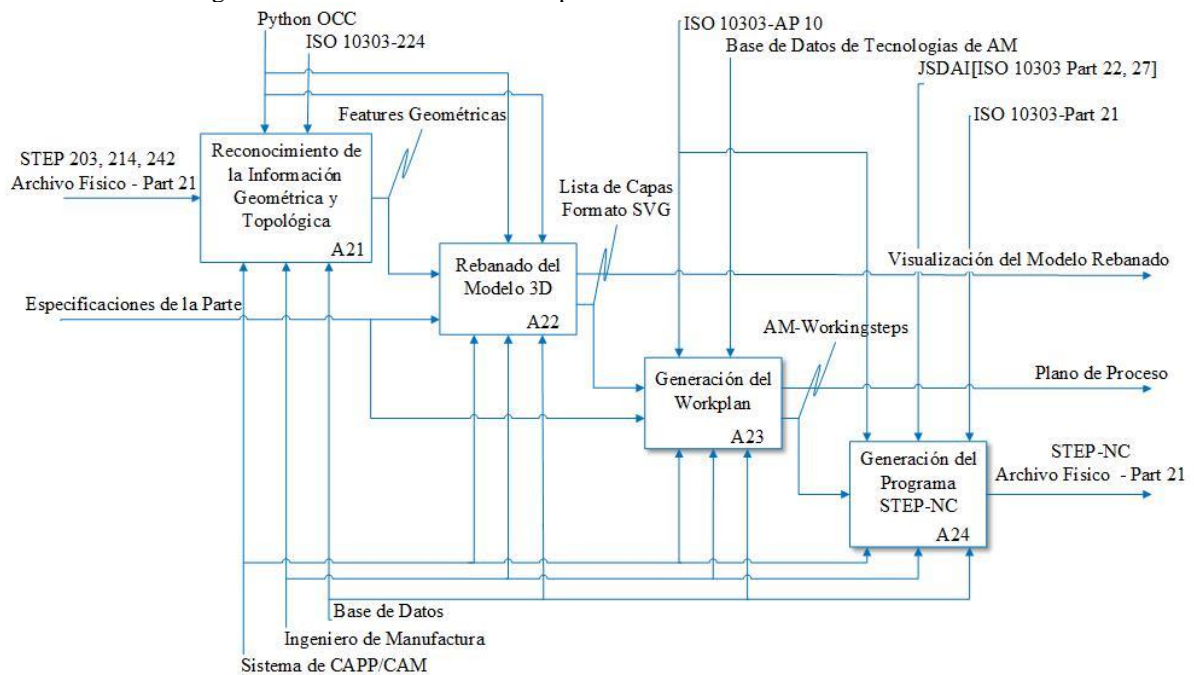 Python OCC
ISO 10303-224
ISO 10303-AP 10
Base de Datos de Tecnologias de AM
JSDAI[ISO 10303 Part 22, 27]
ISO 10303-Part 21
Features Geométricas
STEP 203, 214, 242
Archivo Físico - Part 21
Reconocimiento de
la Información
Geométrica y
Topológica
A21
Lista de Capas
Formato SVG
Rebanado del
Modelo 3D
A22
Visualización del Modelo Rebanado
Especificaciones de la Parte
AM-Workingsteps
Generación del
Workplan
A23
Plano de Proceso
Generación del
Programa
STEP-NC
A24
STEP-NC
Archivo Fisico - Part 21
Base de Datos
Ingeniero de Manufactura
Sistema de CAPP/CAM